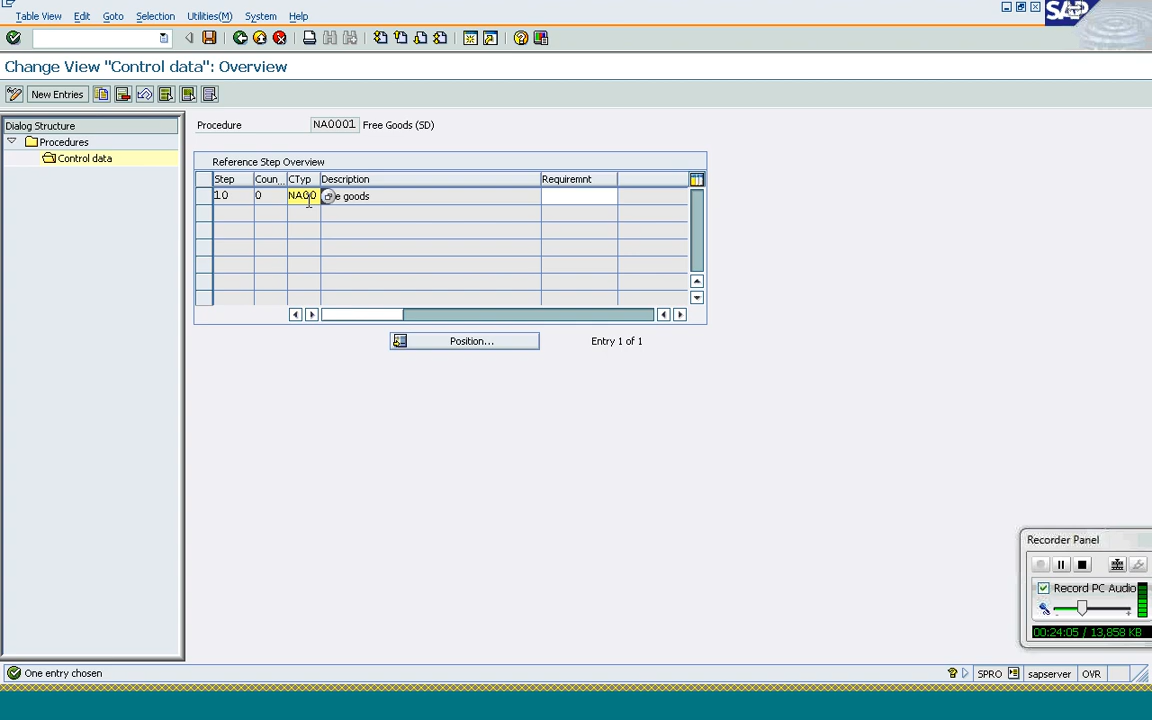 Table View Edit Goto Selection Utilities(M) System Help
SAP
Change View "Control data": Overview
New Entries
Dialog Structure
Procedures
Control data
Procedure NA0001 Free Goods (SD)
Reference Step Overview
Step Coun... CTyp Description Requiremnt
10 0 NA00 e goods
Position... Entry 1 of 1
Recorder Panel
Record PC Audio
00:24:05 / 13,858 KB
One entry chosen
SPRO sapserver OVR